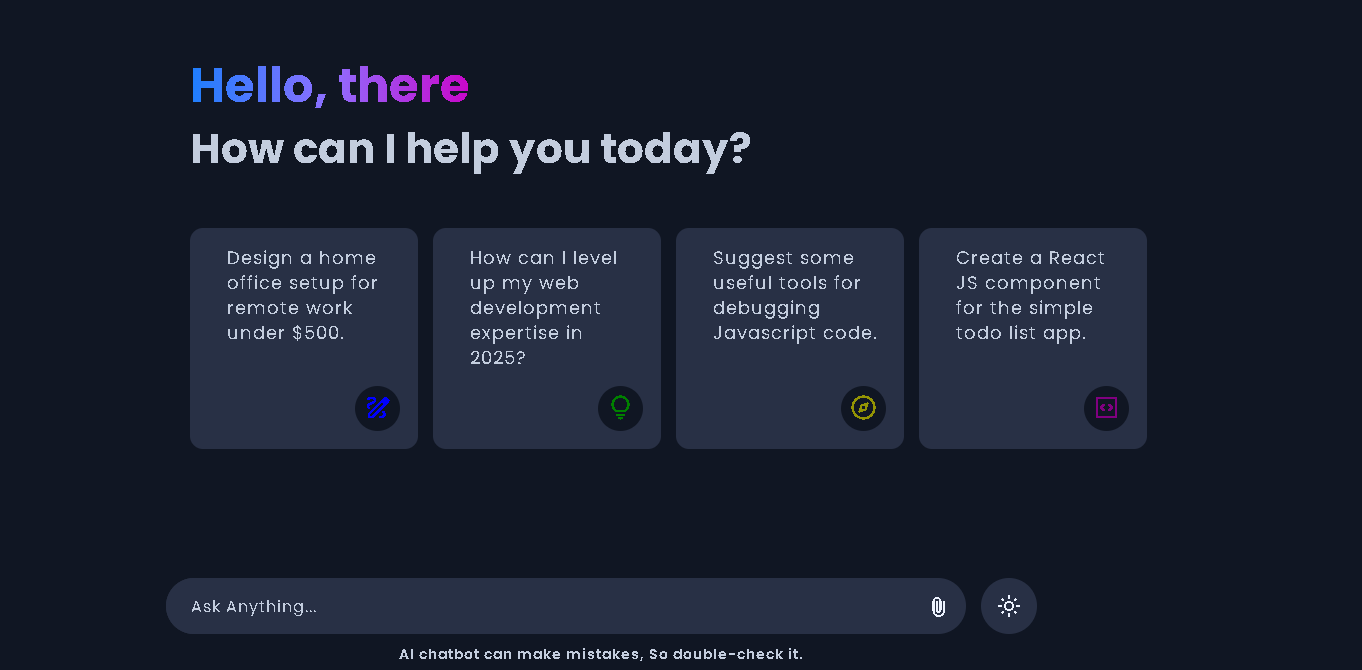 Hello, there
How can I help you today?
Design a home
office setup for
remote work
under $500.
How can I level
up my web
development
expertise in
2025?
Suggest some
useful tools for
debugging
Javascript code.
Create a React
JS component
for the simple
todo list app.
Ask Anything...
AI chatbot can make mistakes, So double-check it.